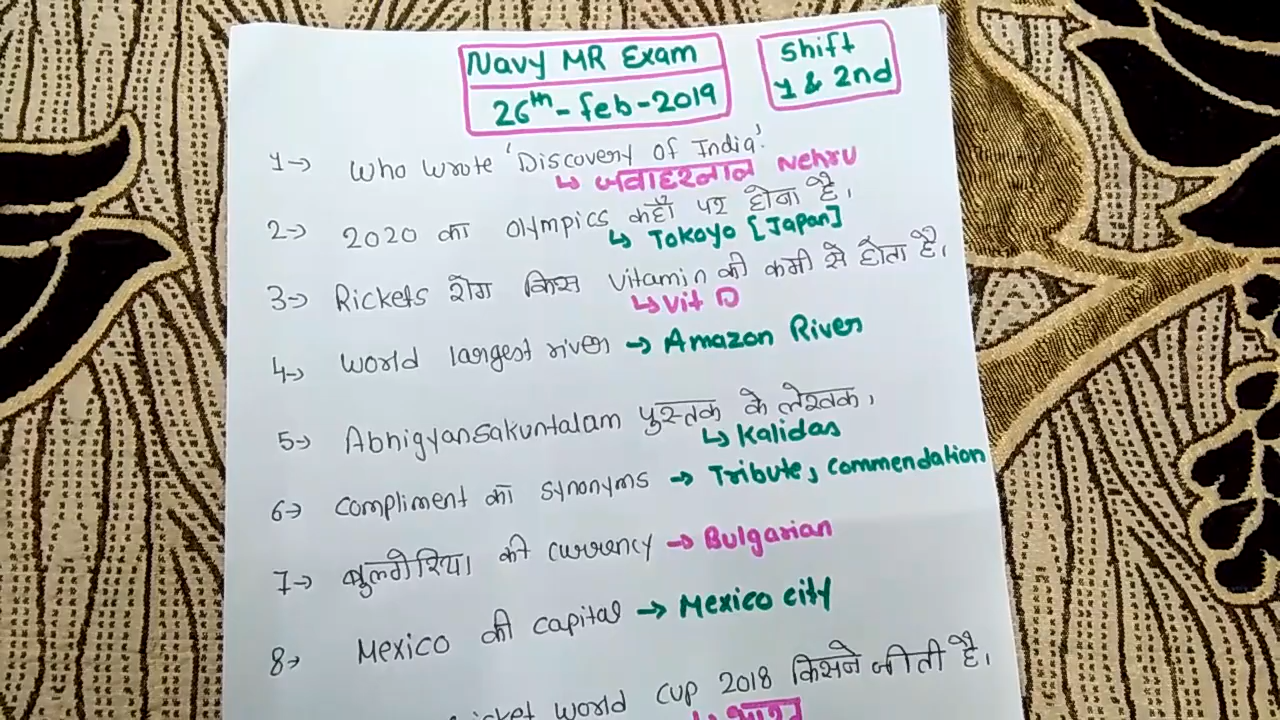 Navy MR Exam
26th-feb-2019
Shift
1 & 2nd
1→ Who wrote 'Discovery of India'.
↳ जवाहरलाल Nehru
2→ 2020 का Olympics कहाँ पर होना है।
↳ Tokoyo [Japan]
3→ Rickets रोग किस Vitamin की कमी से होता है।
↳ Vit D
4→ World largest river → Amazon River
5→ Abhigyansakuntalam पुस्तक के लेखक।
↳ Kalidas
6→ Compliment का synonyms → Tribute, Commendation
7→ बुलगेरिया की currency → Bulgarian
8→ Mexico की capital → Mexico city
world cup 2018 किसने जीती है।